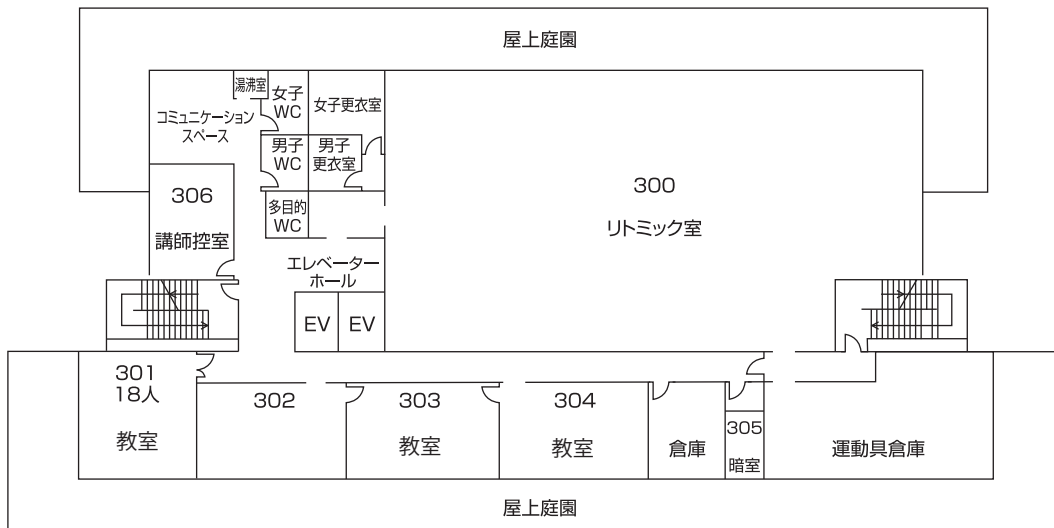 屋上庭園
湯沸室
女子
WC
女子更衣室
コミュニケーション
スペース
男子
WC
男子
更衣室
306
講師控室
多目的
WC
300
リトミック室
エレベーター
ホール
EV
EV
301
18人
教室
302
303
教室
304
教室
倉庫
305
暗室
運動具倉庫
屋上庭園